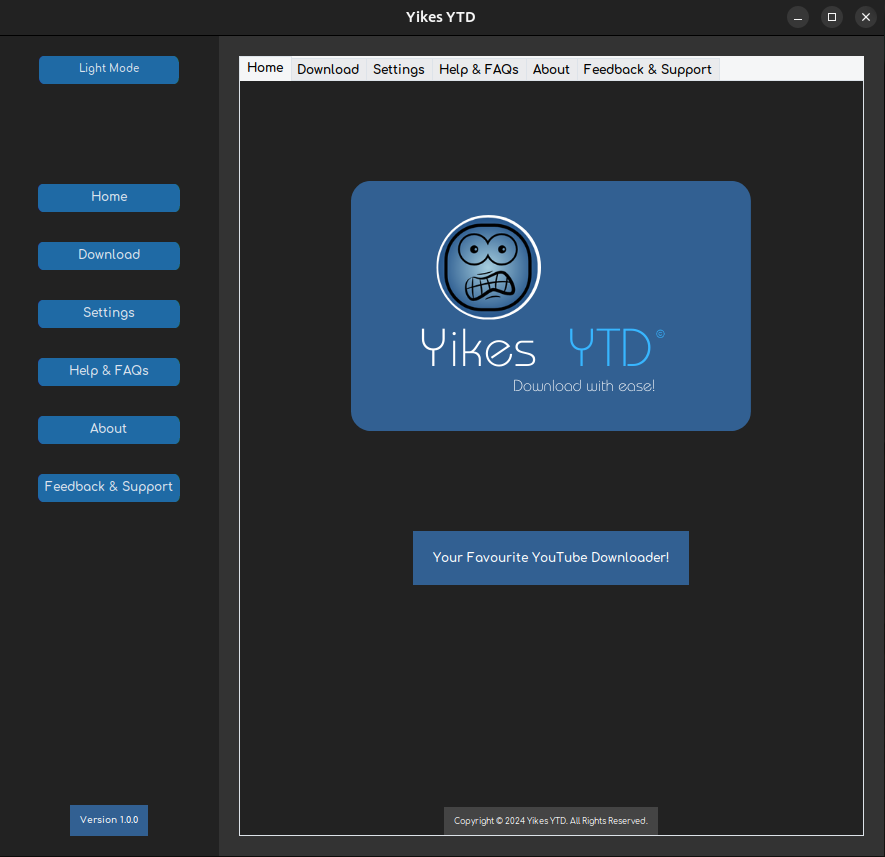 Yikes YTD
Light Mode
Home
Download
Settings
Help & FAQs
About
Feedback & Support
Version 1.0.0
Home Download Settings Help & FAQs About Feedback & Support
Yikes YTD ©
Download with ease!
Your Favourite YouTube Downloader!
Copyright © 2024 Yikes YTD. All Rights Reserved.